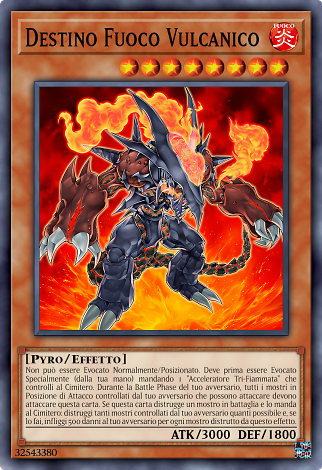 Destino Fuoco Vulcanico
FUOCO
炎
[Pyro/Effetto]
Non può essere Evocato Normalmente/Posizionato. Deve prima essere Evocato
Specialmente (dalla tua mano) mandando 1 "Acceleratore Tri-Fiammata" che
controlli al Cimitero. Durante la Battle Phase del tuo avversario, tutti i mostri in
Posizione di Attacco controllati dal tuo avversario che possono attaccare devono
attaccare questa carta. Se questa carta distrugge un mostro in battaglia e lo manda
al Cimitero: distruggi tanti mostri controllati dal tuo avversario quanti possibile e, se
lo fai, infliggi 500 danni al tuo avversario per ogni mostro distrutto da questo effetto.
ATK/3000 DEF/1800
32543380